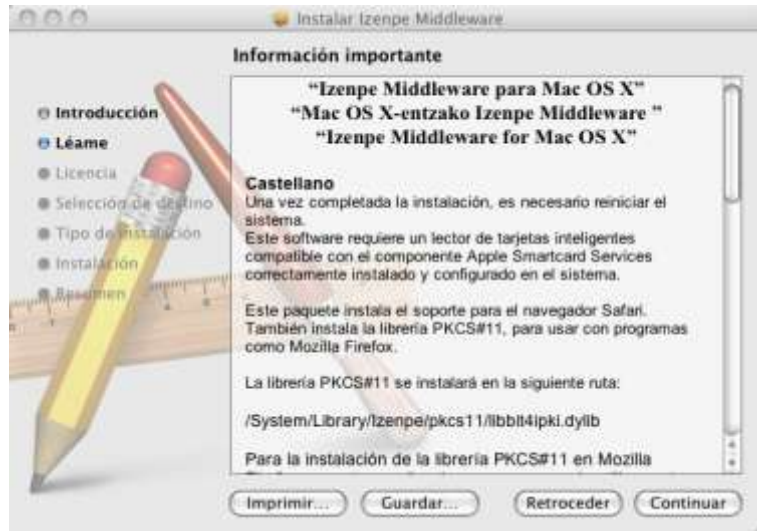 Instalar Izenpe Middleware
Información importante
Introducción
Léame
Licencia
Selección de destino
Tipo de instalación
Instalación
Resumen
“Izenpe Middleware para Mac OS X”
“Mac OS X-entzako Izenpe Middleware ”
“Izenpe Middleware for Mac OS X”
Castellano
Una vez completada la instalación, es necesario reiniciar el
sistema.
Este software requiere un lector de tarjetas inteligentes
compatible con el componente Apple Smartcard Services
correctamente instalado y configurado en el sistema.
Este paquete instala el soporte para el navegador Safari.
También instala la librería PKCS#11, para usar con programas
como Mozilla Firefox.
La librería PKCS#11 se instalará en la siguiente ruta:
/System/Library/Izenpe/pkcs11/libbit4ipki.dylib
Para la instalación de la librería PKCS#11 en Mozilla
Imprimir...
Guardar...
Retroceder
Continuar